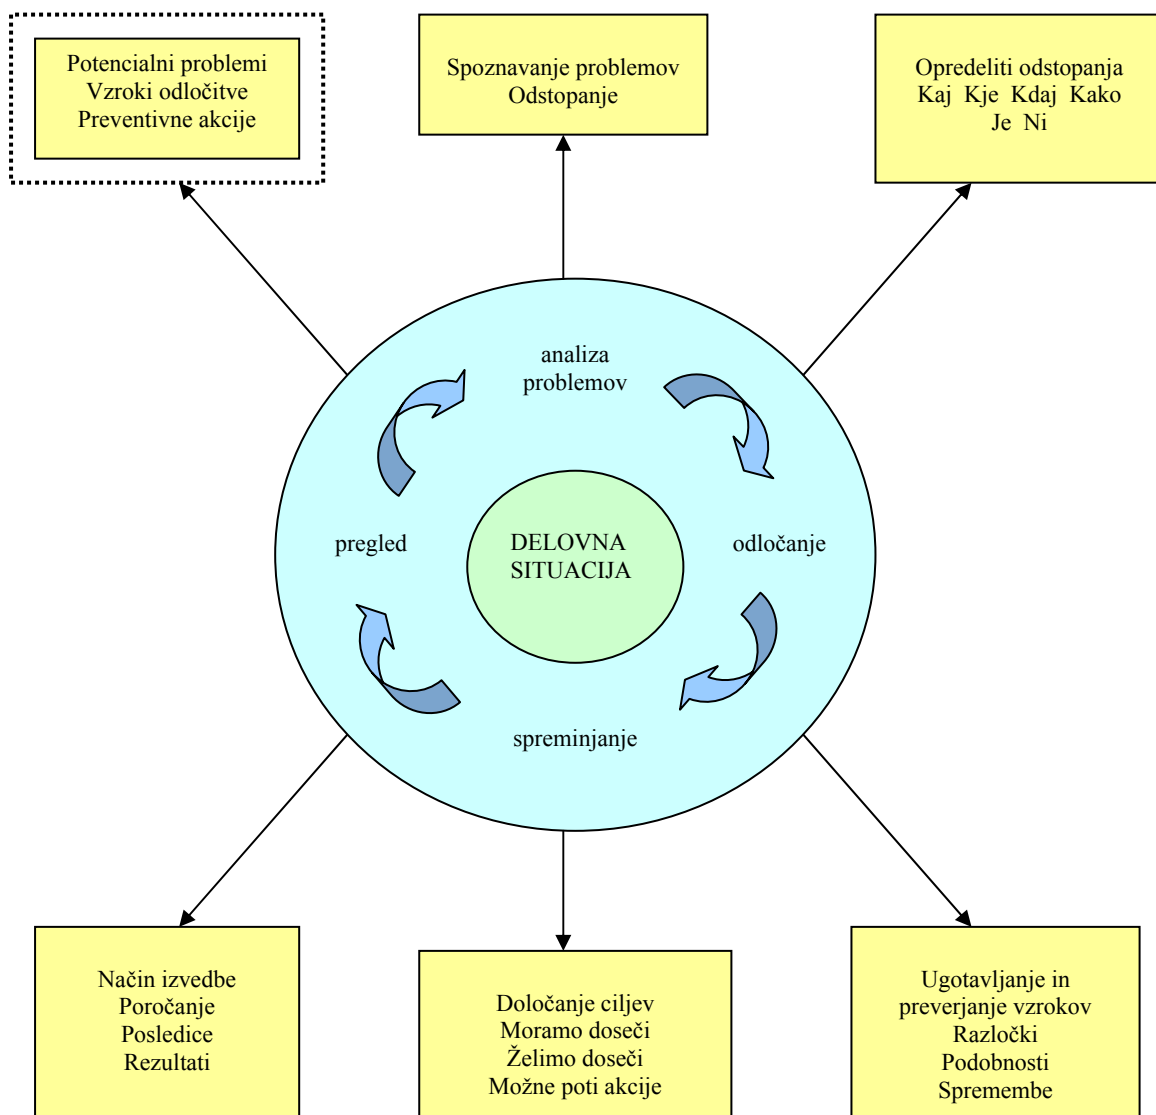 Potencialni problemi
Vzroki odločitve
Preventivne akcije
Spoznavanje problemov
Odstopanje
Opredeliti odstopanja
Kaj Kje Kdaj Kako
Je Ni
analiza
problemov
pregled
DELOVNA
SITUACIJA
odločanje
spreminjanje
Način izvedbe
Poročanje
Posledice
Rezultati
Določanje ciljev
Moramo doseči
Želimo doseči
Možne poti akcije
Ugotavljanje in
preverjanje vzrokov
Razločki
Podobnosti
Spremembe